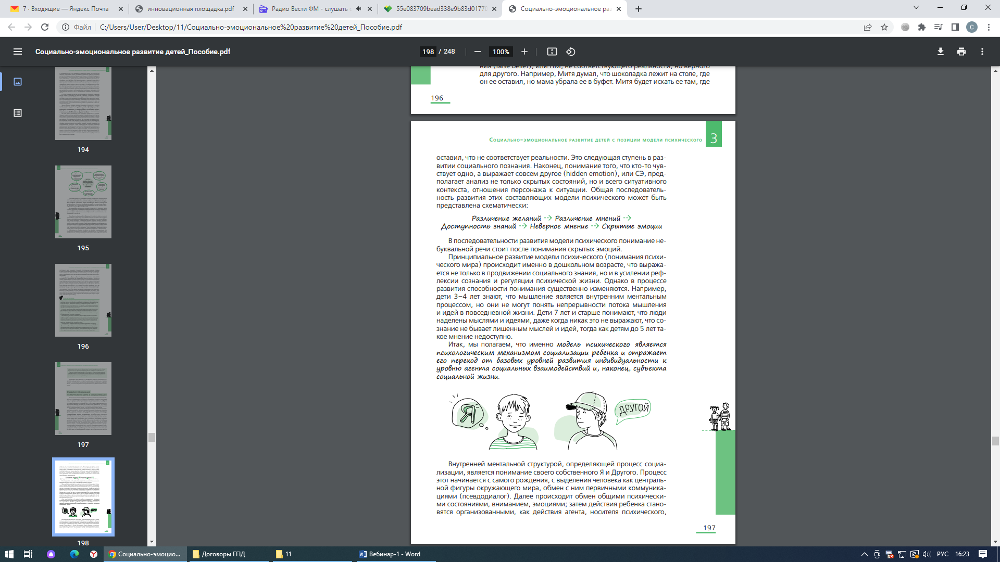 7 · Входящие — Яндекс Почта
инновационная площадка.pdf
Радио Вести ФМ - слушать
55e083709bead338e9b83d01770
Социально-эмоциональное ра
Файл
C:/Users/User/Desktop/11/Социально-эмоциональное%20развитие%20детей_Пособие.pdf
С
Социально-эмоциональное развитие детей_Пособие.pdf
198 / 248
100%
194
195
196
197
198
ния (false belief), или НМ, не соответствующего реальности, но верного
для другого. Например, Митя думал, что шоколадка лежит на столе, где
он ее оставил, но мама убрала ее в буфет. Митя будет искать ее там, где
196
Социально-эмоциональное развитие детей с позиции модели психического
3
оставил, что не соответствует реальности. Это следующая ступень в раз-
витии социального познания. Наконец, понимание того, что кто-то чув-
ствует одно, а выражает совсем другое (hidden emotion), или СЭ, пред-
полагает анализ не только скрытых состояний, но и всего ситуативного
контекста, отношения персонажа к ситуации. Общая последователь-
ность развития этих составляющих модели психического может быть
представлена схематически:
Различение желаний → Различение мнений →
Доступность знаний → Неверное мнение → Скрытые эмоции
В последовательности развития модели психического понимание не-
буквальной речи стоит после понимания скрытых эмоций.
Принципиальное развитие модели психического (понимания психи-
ческого мира) происходит именно в дошкольном возрасте, что выража-
ется не только в продвижении социального знания, но и в усилении реф-
лексии сознания и регуляции психической жизни. Однако в процессе
развития способности понимания существенно изменяются. Например,
дети 3–4 лет знают, что мышление является внутренним ментальным
процессом, но они не могут понять непрерывности потока мышления
и идей в повседневной жизни. Дети 7 лет и старше понимают, что люди
наделены мыслями и идеями, даже когда никак это не выражают, что со-
знание не бывает лишенным мыслей и идей, тогда как детям до 5 лет та-
кое мнение недоступно.
Итак, мы полагаем, что именно модель психического является
психологическим механизмом социализации ребенка и отражает
его переход от базовых уровней развития индивидуальности к
уровню агента социальных взаимодействий и, наконец, субъекта
социальной жизни.
Я
ДРУГОЙ
Внутренней ментальной структурой, определяющей процесс социа-
лизации, является понимание своего собственного Я и Другого. Процесс
этот начинается с самого рождения, с выделения человека как централь-
ной фигуры окружающего мира, обмен с ним первичными коммуника-
циями (псевдодиалог). Далее происходит обмен общими психически-
ми состояниями, вниманием, эмоциями; затем действия ребенка стано-
вятся организованными, как действия агента, носителя психического,
197
Социально-эмоцио...
Договоры ГПД
11
Вебинар-1 - Word
РУС
16:23